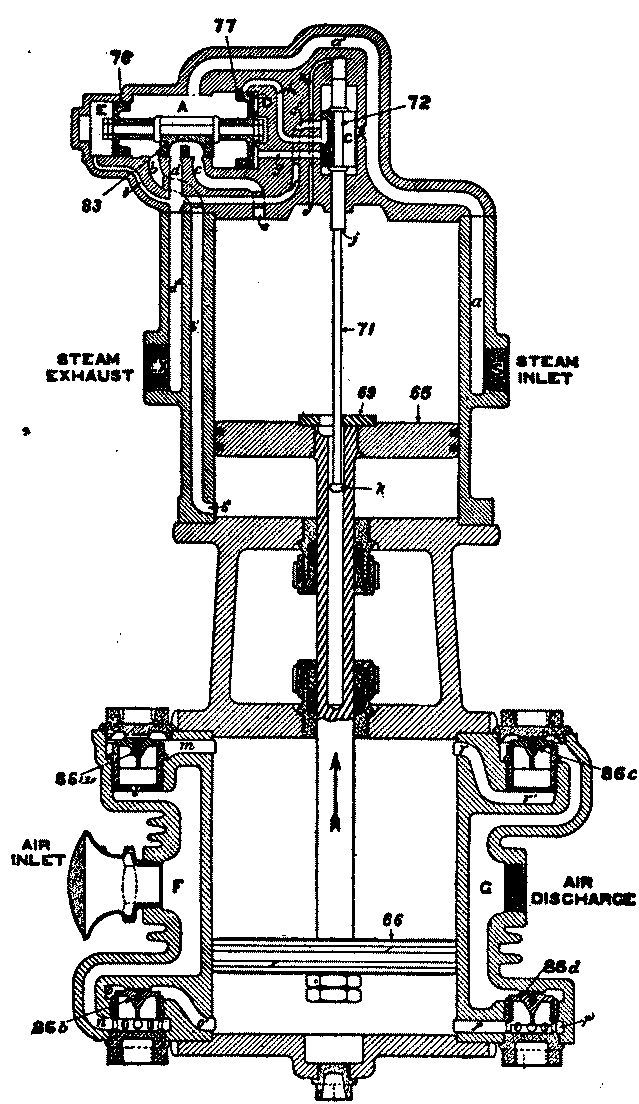 77
76
A
E
D
72
C
83
a
71
STEAM
EXHAUST
STEAM
INLET
69
65
k
m
86a
86c
AIR
INLET
F
G
AIR
DISCHARGE
66
86d
86b
n